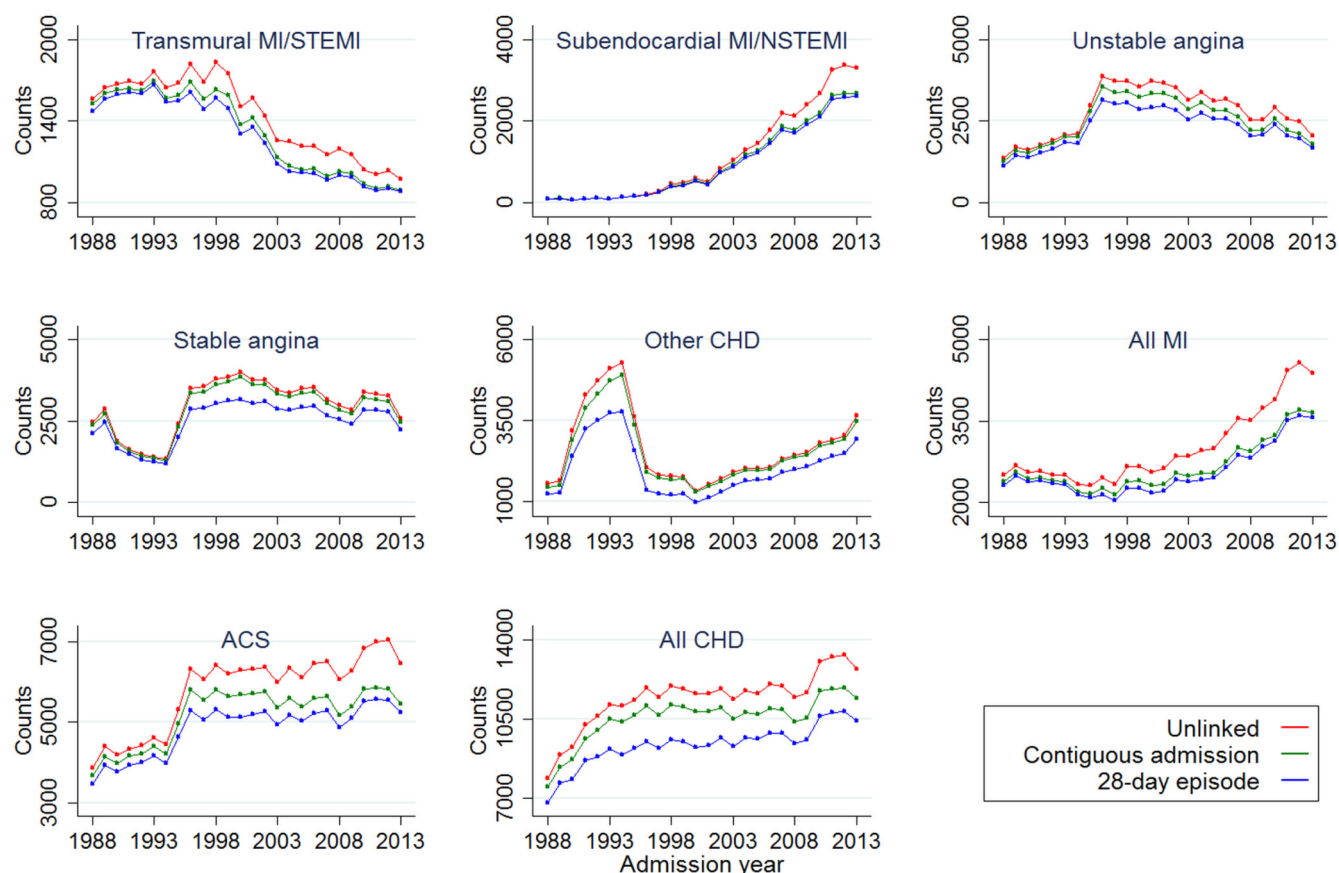 Transmural MI/STEMI
Counts
2000
400
800
1988 1993 1998 2003 2008 2013
Subendocardial MI/NSTEMI
Counts
4000
2000
0
1988 1993 1998 2003 2008 2013
Unstable angina
Counts
5000
2500
0
1988 1993 1998 2003 2008 2013
Stable angina
Counts
5000
2500
0
1988 1993 1998 2003 2008 2013
Other CHD
Counts
6000
3500
1000
1988 1993 1998 2003 2008 2013
All MI
Counts
5000
3500
2000
1988 1993 1998 2003 2008 2013
ACS
Counts
7000
5000
3000
1988 1993 1998 2003 2008 2013
All CHD
Counts
14000
10500
7000
1988 1993 1998 2003 2008 2013
Admission year
Unlinked
Contiguous admission
28-day episode